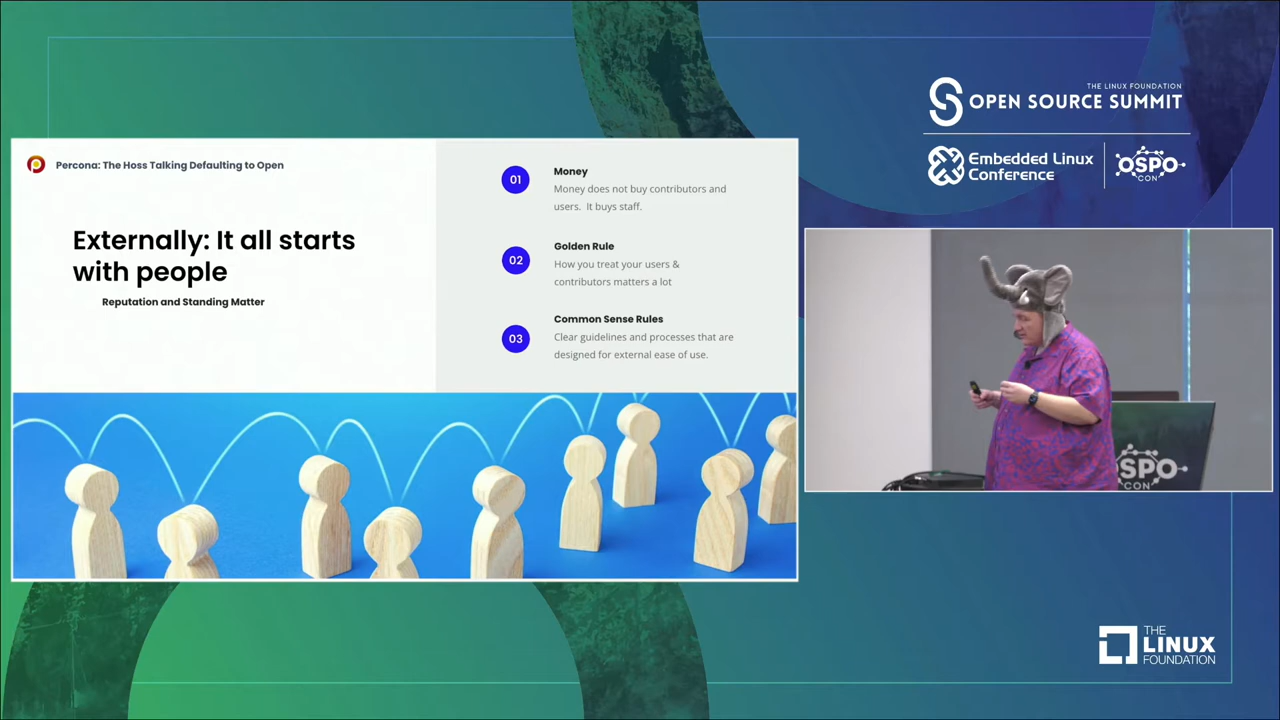 Percona: The Hoss Talking Defaulting to Open
Externally: It all starts
with people
Reputation and Standing Matter
01
Money
Money does not buy contributors and
users. It buys staff.
02
Golden Rule
How you treat your users &
contributors matters a lot
03
Common Sense Rules
Clear guidelines and processes that are
designed for external ease of use.
THE LINUX FOUNDATION
OPEN SOURCE SUMMIT
Embedded Linux
Conference
OSPO
CON
SPO
CON
THE
LINUX
FOUNDATION